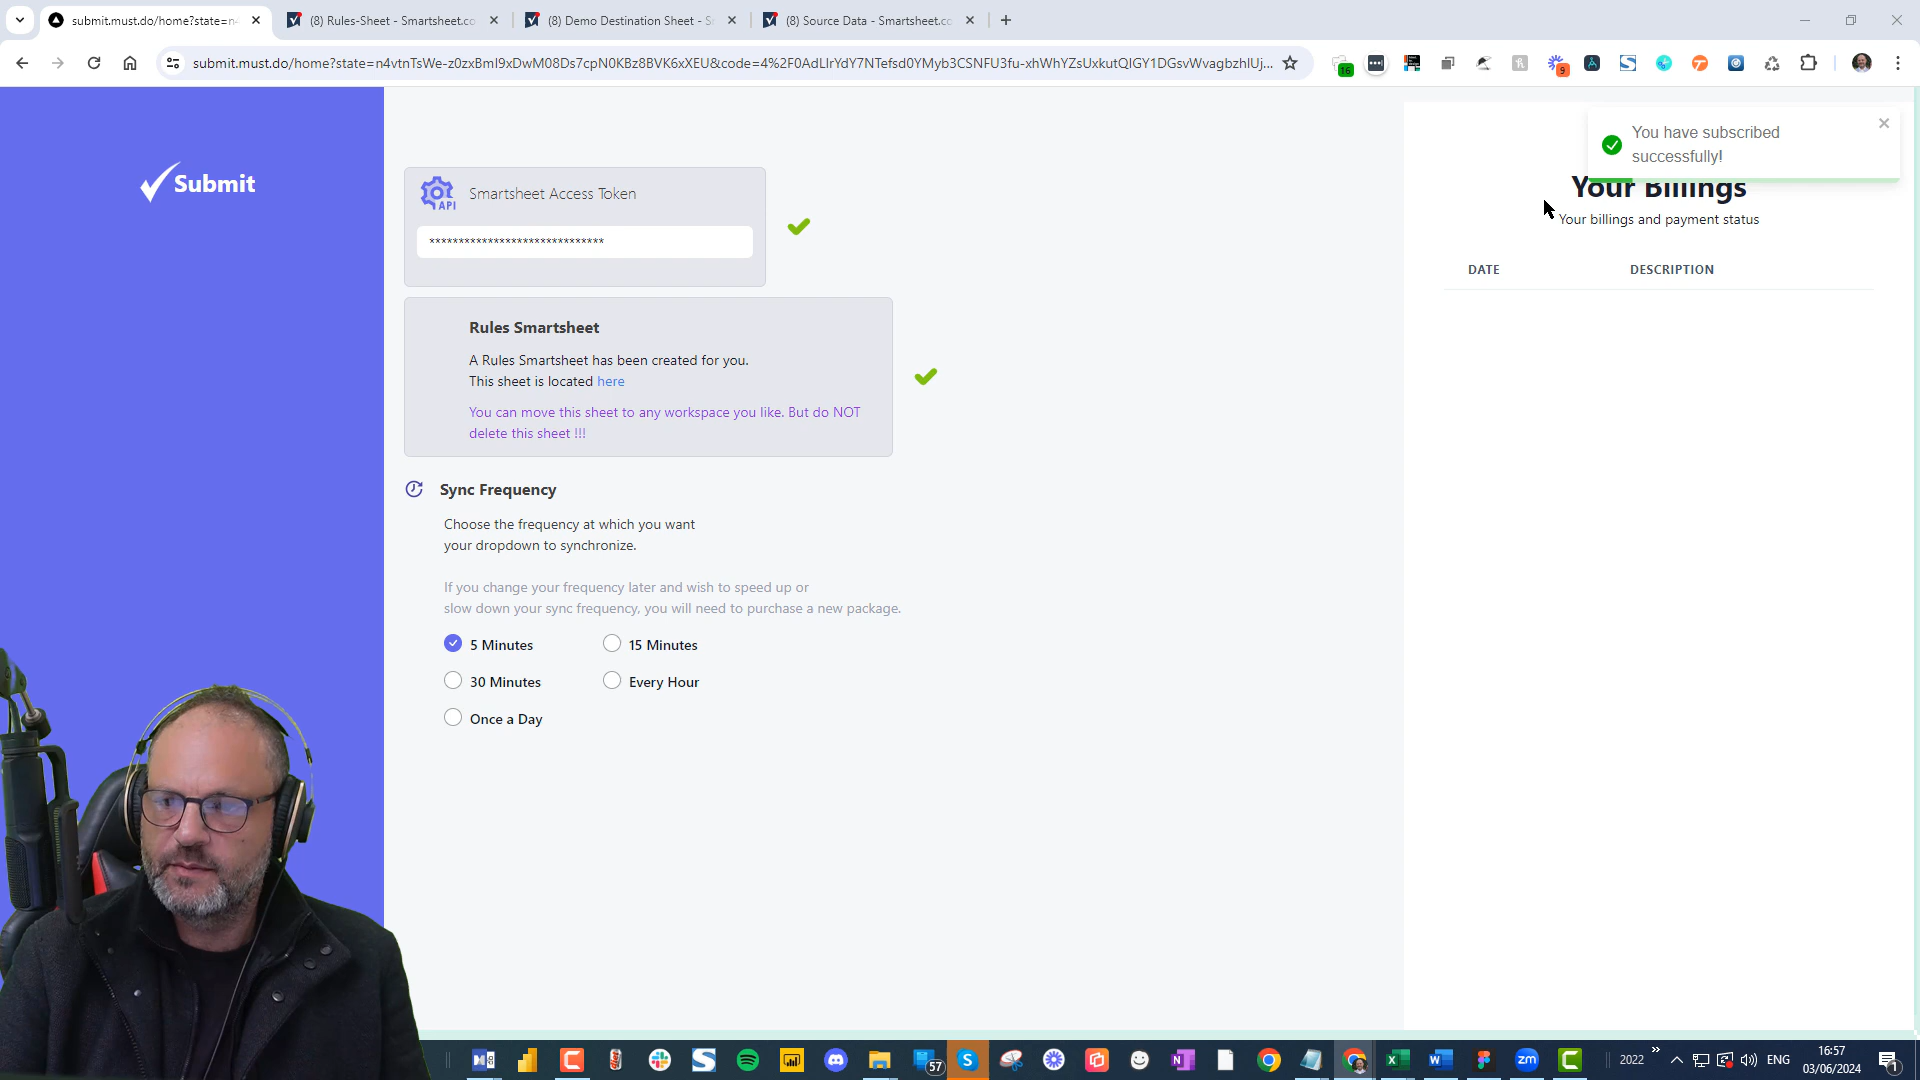 submit.must.do/home?state=n4
(8) Rules-Sheet - Smartsheet.co
(8) Demo Destination Sheet - S
(8) Source Data - Smartsheet.co
submit.must.do/home?state=n4vtnTsWe-z0zxBmI9xDwM08Ds7cpN0KBz8BVK6xXEU&code=4%2F0AdLIrYdY7NTefsd0YMyb3CSNFU3fu-xhWhYZsUxkutQIGY1DGsvWvagbzhlUj...
16
9
Submit
API
Smartsheet Access Token
******************************
Rules Smartsheet
A Rules Smartsheet has been created for you.
This sheet is located here
You can move this sheet to any workspace you like. But do NOT
delete this sheet !!!
Sync Frequency
Choose the frequency at which you want
your dropdown to synchronize.
If you change your frequency later and wish to speed up or
slow down your sync frequency, you will need to purchase a new package.
5 Minutes
15 Minutes
30 Minutes
Every Hour
Once a Day
You have subscribed
successfully!
Your Billings
Your billings and payment status
DATE
DESCRIPTION
57
2022
ENG
16:57
03/06/2024
1